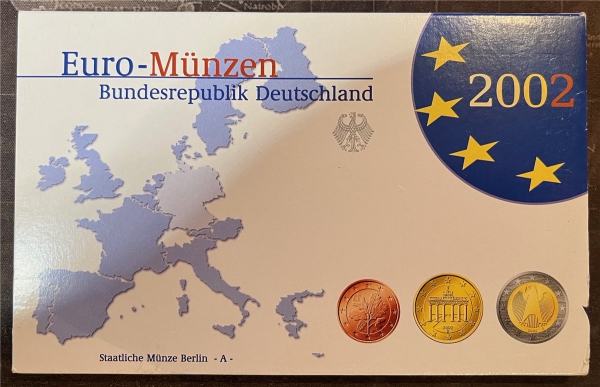 Euro-Münzen
Bundesrepublik Deutschland
2002
Staatliche Münze Berlin - A -